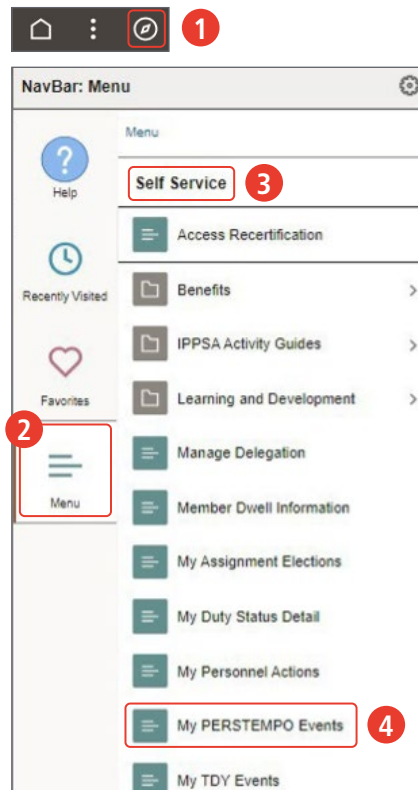 1
NavBar: Menu
Menu
Help
Self Service 3
Access Recertification
Recently Visited
Benefits
IPPSA Activity Guides
Favorites
Learning and Development
2
Manage Delegation
Menu
Member Dwell Information
My Assignment Elections
My Duty Status Detail
My Personnel Actions
My PERSTEMPO Events 4
My TDY Events